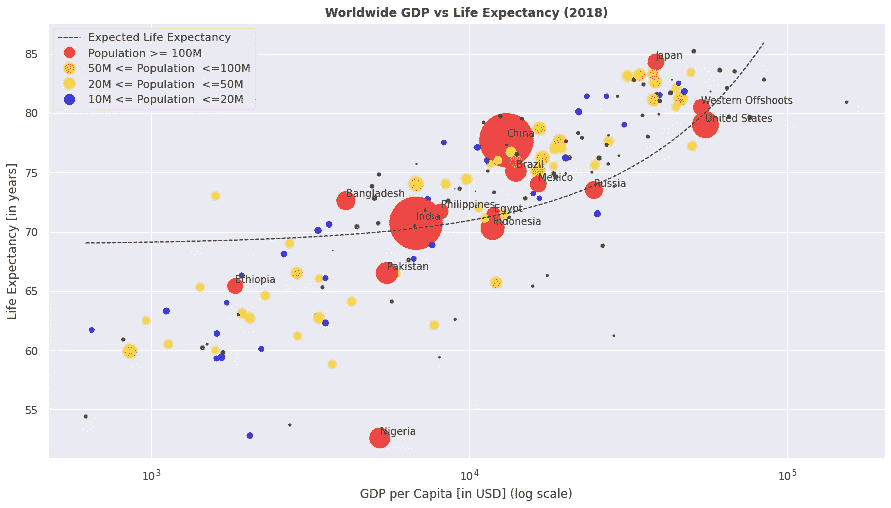 Worldwide GDP vs Life Expectancy (2018)
Expected Life Expectancy
Population >= 100M
50M <= Population <=100M
20M <= Population <=50M
10M <= Population <=20M
85
80
75
70
65
60
55
Life Expectancy [in years]
Japan
Western Offshoots
United States
China
Brazil
Mexico
Russia
Bangladesh
Philippines
India
Egypt
Indonesia
Pakistan
Ethiopia
Nigeria
10³
10⁴
10⁵
GDP per Capita [in USD] (log scale)